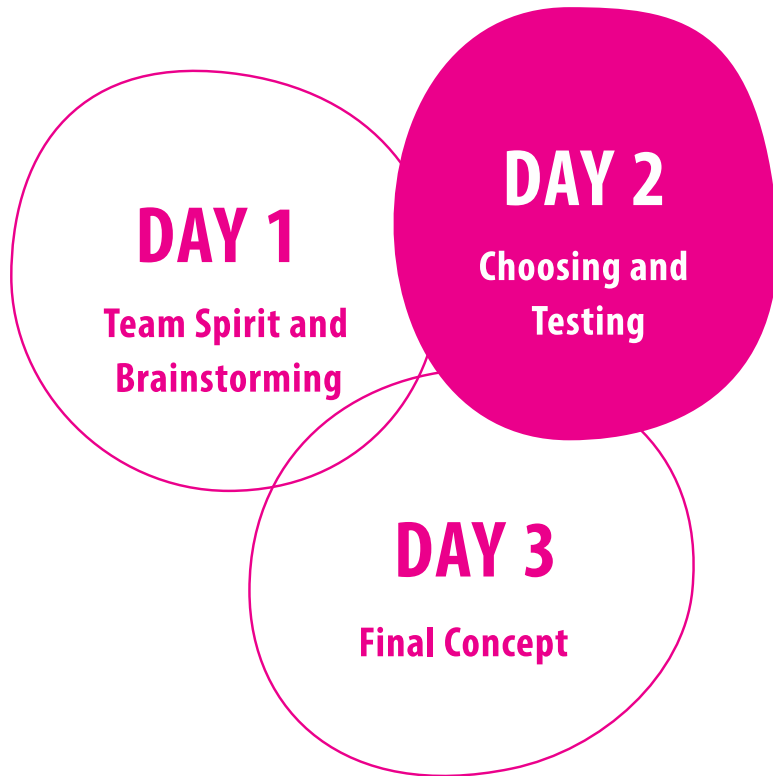 DAY 1
Team Spirit and
Brainstorming
DAY 2
Choosing and
Testing
DAY 3
Final Concept